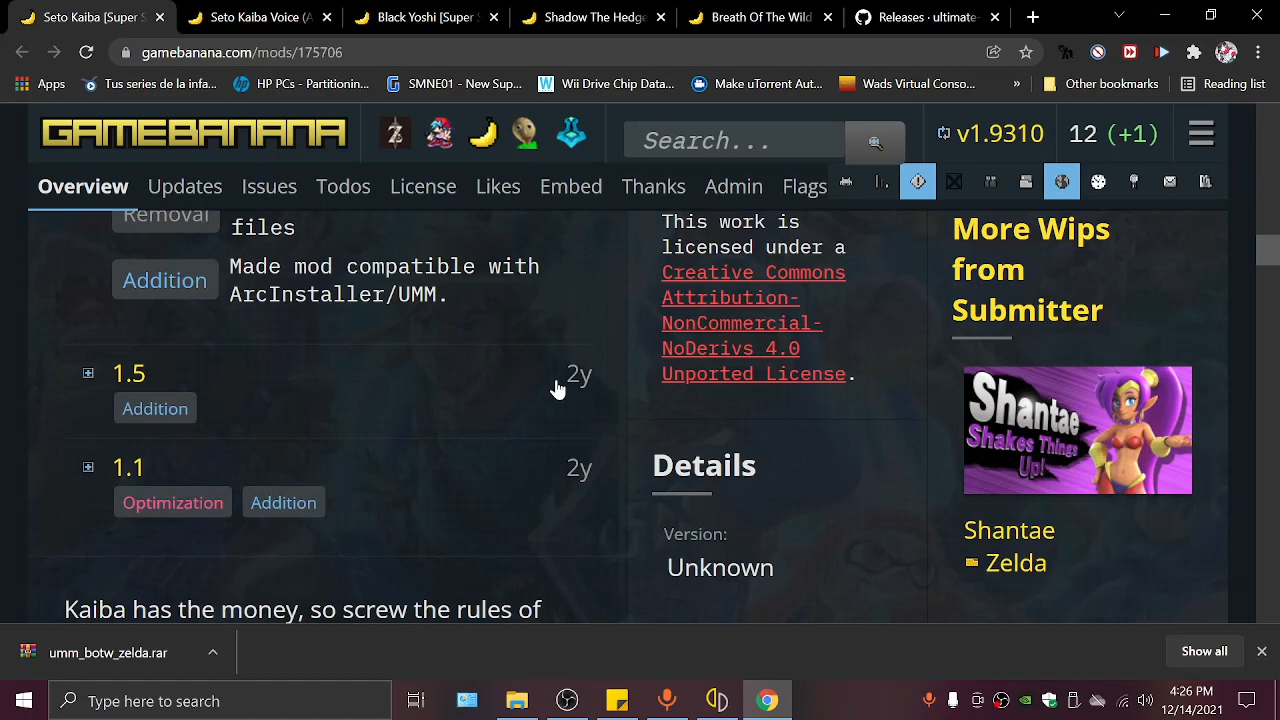 Seto Kaiba [Super S
Seto Kaiba Voice (A
Black Yoshi [Super S
Shadow The Hedge
Breath Of The Wild
Releases · ultimate-
gamebanana.com/mods/175706
Apps
Tus series de la infa...
HP PCs - Partitionin...
SMNE01 - New Sup...
Wii Drive Chip Data...
Make uTorrent Aut...
Wads Virtual Conso...
»
Other bookmarks
Reading list
GAMEBANANA
Search...
v1.9310
12 (+1)
Overview
Updates
Issues
Todos
License
Likes
Embed
Thanks
Admin
Flags
Removal
files
Addition
Made mod compatible with
ArcInstaller/UMM.
1.5
2y
Addition
1.1
2y
Optimization
Addition
Kaiba has the money, so screw the rules of
This work is
licensed under a
Creative Commons
Attribution-
NonCommercial-
NoDerivs 4.0
Unported License.
Details
Version:
Unknown
More Wips
from
Submitter
Shantae
Shakes Things
Up!
Shantae
Zelda
umm_botw_zelda.rar
Show all
Type here to search
4:26 PM
12/14/2021